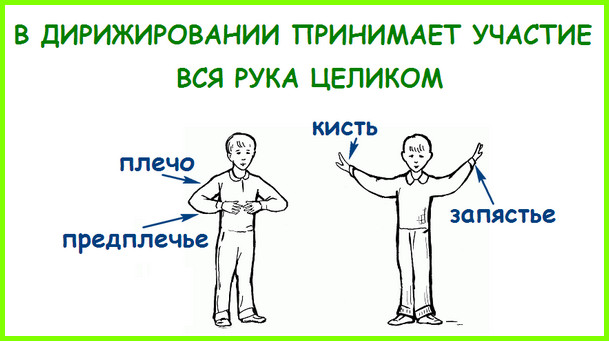 В ДИРИЖИРОВАНИИ ПРИНИМАЕТ УЧАСТИЕ
ВСЯ РУКА ЦЕЛИКОМ
кисть
плечо
запястье
предплечье